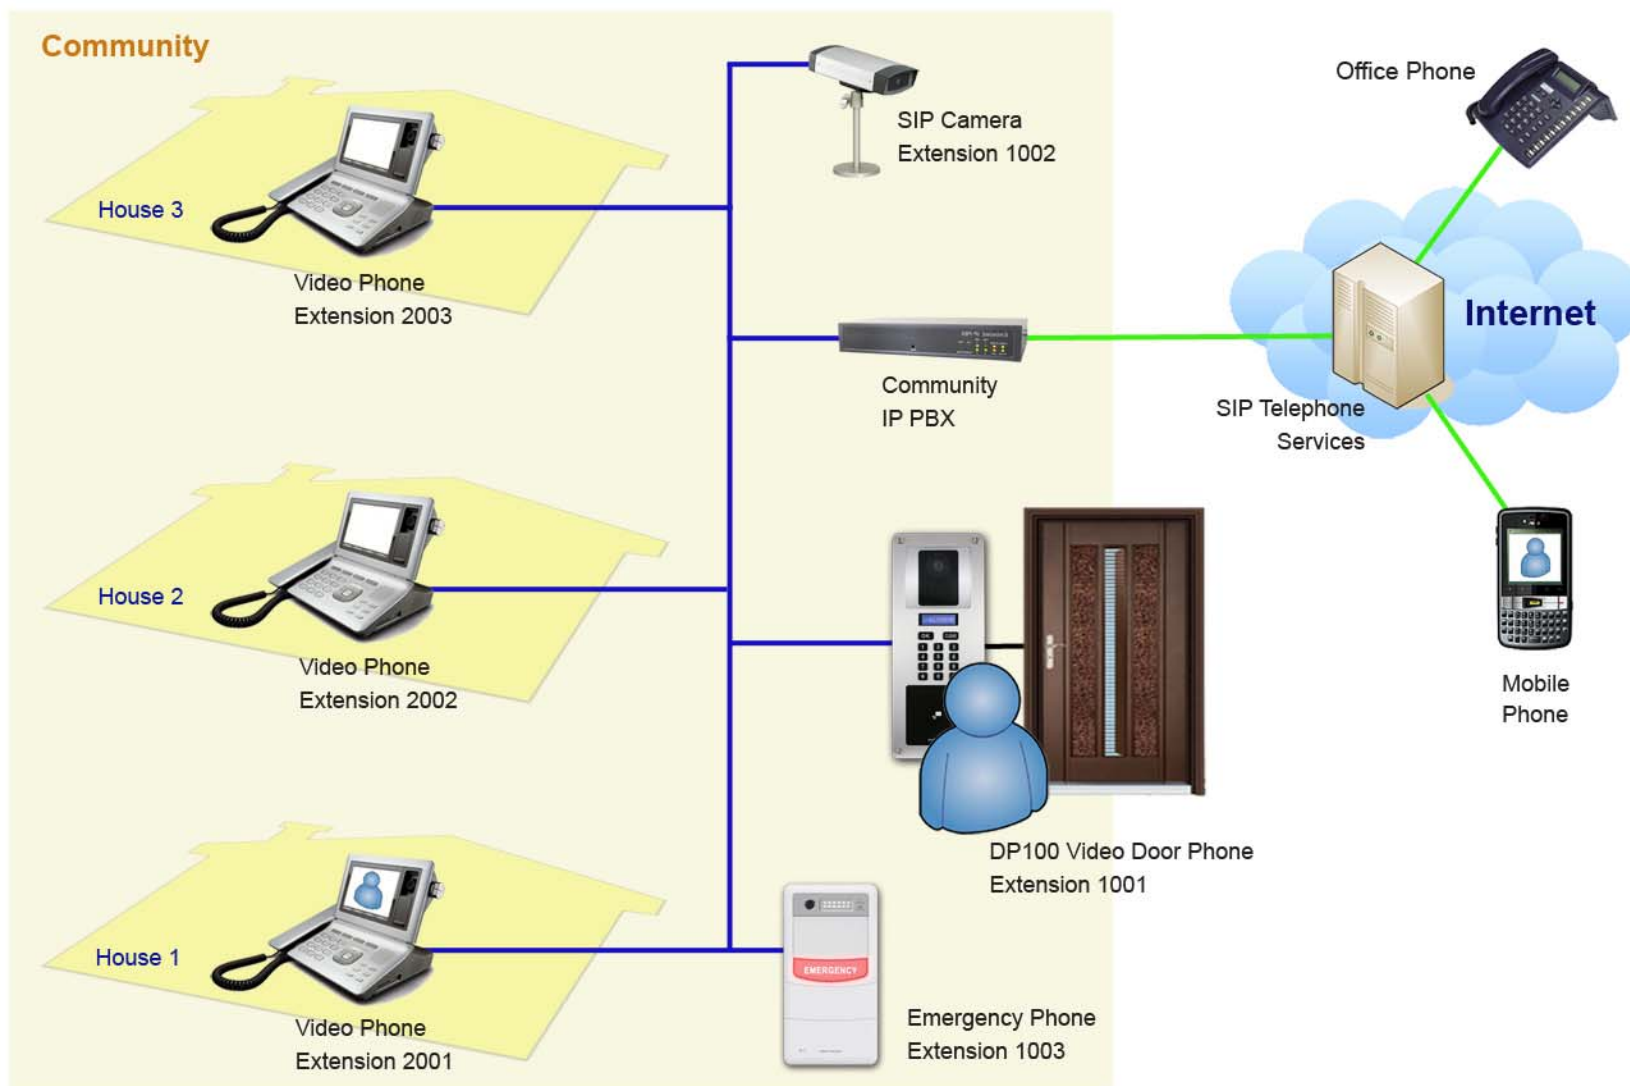 Community
SIP Camera
Extension 1002
Office Phone
House 3
Video Phone
Extension 2003
Internet
Community
IP PBX
SIP Telephone
Services
House 2
Video Phone
Extension 2002
Mobile
Phone
DP100 Video Door Phone
Extension 1001
House 1
Video Phone
Extension 2001
EMERGENCY
Emergency Phone
Extension 1003